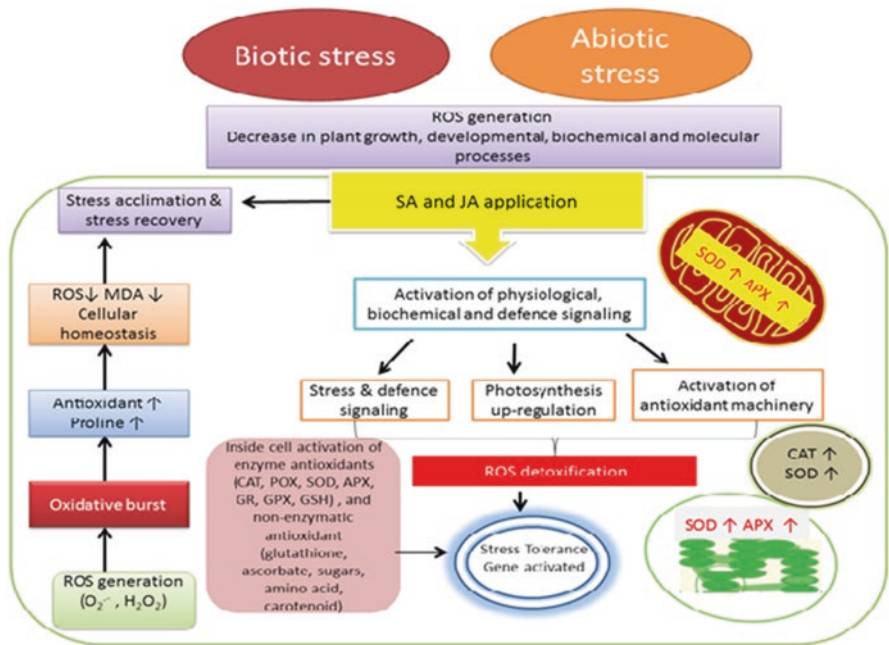 Biotic stress
Abiotic
stress
ROS generation
Decrease in plant growth, developmental, biochemical and molecular
processes
SA and JA application
Stress acclimation &
stress recovery
ROS↓ MDA ↓
Cellular
homeostasis
Antioxidant ↑
Proline ↑
Oxidative burst
ROS generation
(O₂·⁻, H₂O₂)
Activation of physiological,
biochemical and defence signaling
Stress & defence
signaling
Photosynthesis
up-regulation
Activation of
antioxidant machinery
Inside cell activation of
enzyme antioxidants
(CAT, POX, SOD, APX,
GR, GPX, GSH) , and
non-enzymatic
antioxidant
(glutathione,
ascorbate, sugars,
amino acid,
carotenoid)
ROS detoxification
Stress Tolerance
Gene activated
SOD ↑ APX ↑
CAT ↑
SOD ↑
SOD ↑ APX ↑